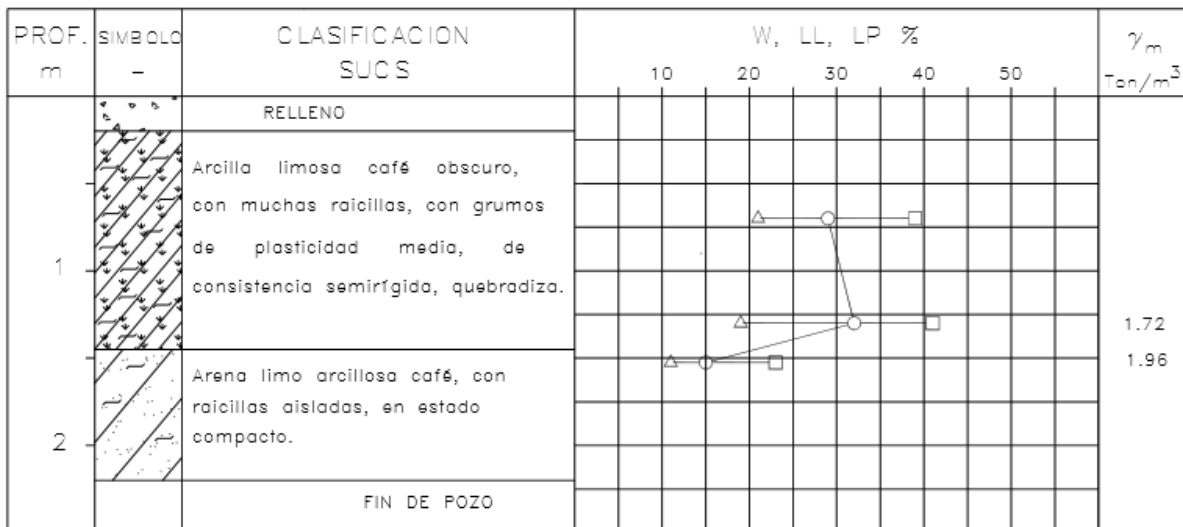 PROF. SIMBOLO CLASIFICACION W, LL, LP % γm
m - SUCS 10 20 30 40 50 Ton/m³
RELLENO
Arcilla limosa café obscuro,
con muchas raicillas, con grumos
de plasticidad media, de
1
consistencia semirígida, quebradiza.
1.72
1.96
Arena limo arcillosa café, con
raicillas aisladas, en estado
compacto.
2
FIN DE POZO